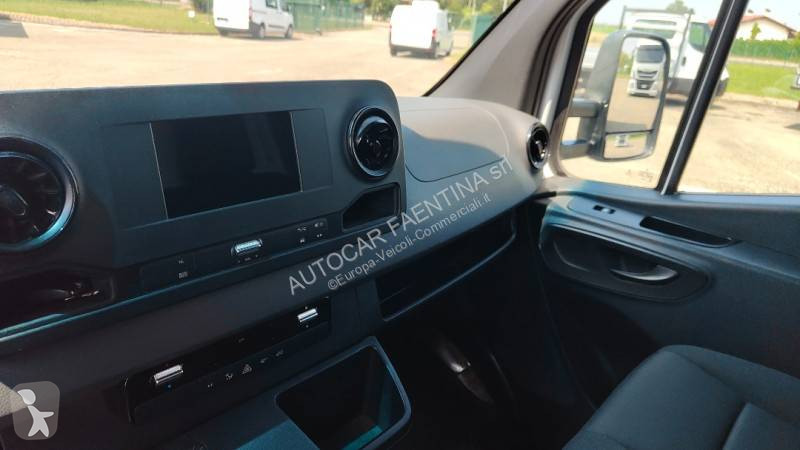 AUTOCAR FAENTINA srl
©Europa-Veicoli-Commerciali.it